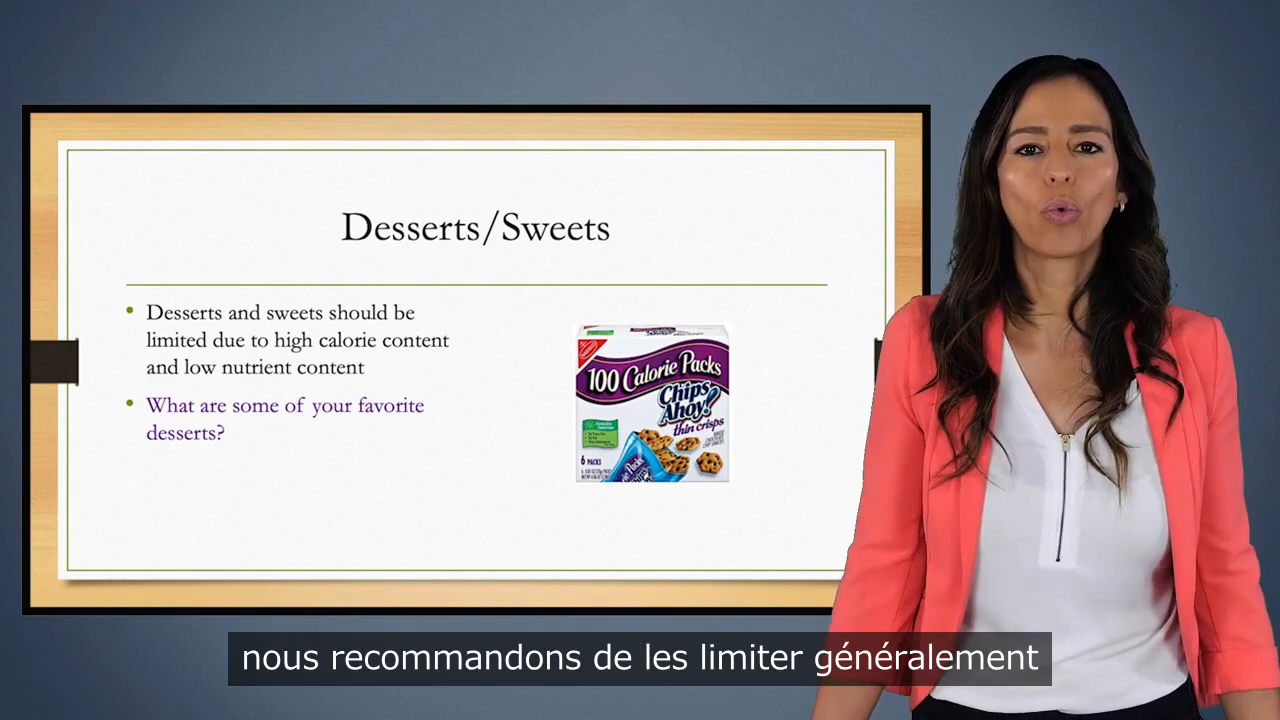 Desserts/Sweets
• Desserts and sweets should be
limited due to high calorie content
and low nutrient content
• What are some of your favorite
desserts?
100 Calorie Packs
Chips
Ahoy!
thin crisps
6 PACKS
nous recommandons de les limiter généralement